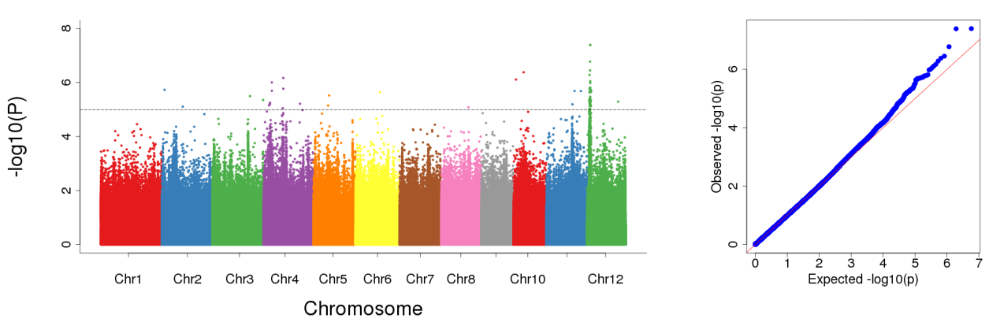 -log10(P)
8
6
4
2
0
Chr1 Chr2 Chr3 Chr4 Chr5 Chr6 Chr7 Chr8 Chr10 Chr12
Chromosome
Observed -log10(p)
6
4
2
0
0 1 2 3 4 5 6 7
Expected -log10(p)